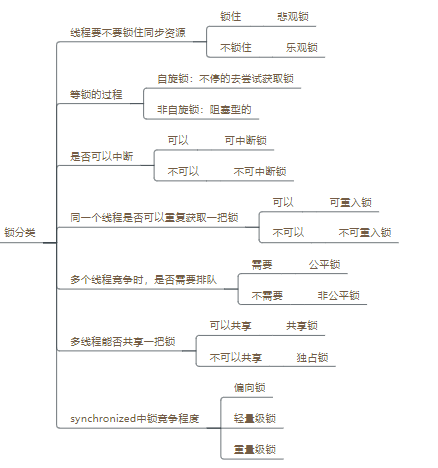 锁分类
线程要不要锁住同步资源
锁住 悲观锁
不锁住 乐观锁
等锁的过程
自旋锁：不停的去尝试获取锁
非自旋锁：阻塞型的
是否可以中断
可以 可中断锁
不可以 不可中断锁
同一个线程是否可以重复获取一把锁
可以 可重入锁
不可以 不可重入锁
多个线程竞争时，是否需要排队
需要 公平锁
不需要 非公平锁
多线程能否共享一把锁
可以共享 共享锁
不可以共享 独占锁
synchronized中锁竞争程度
偏向锁
轻量级锁
重量级锁